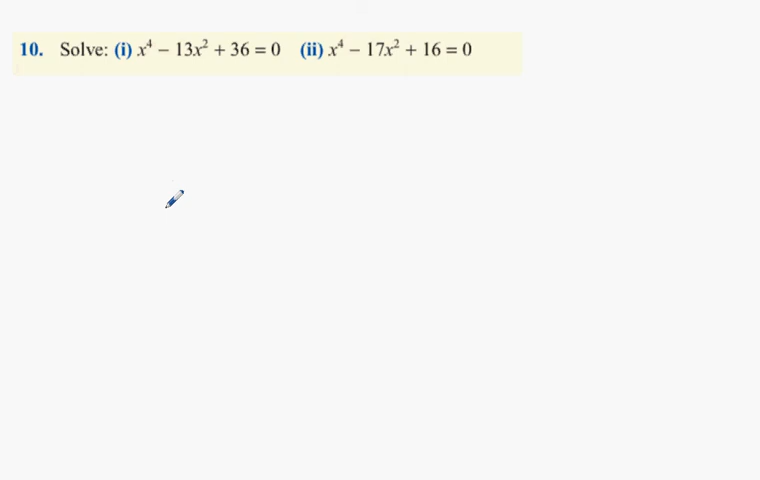 10. Solve: (i) x⁴ − 13x² + 36 = 0 (ii) x⁴ − 17x² + 16 = 0